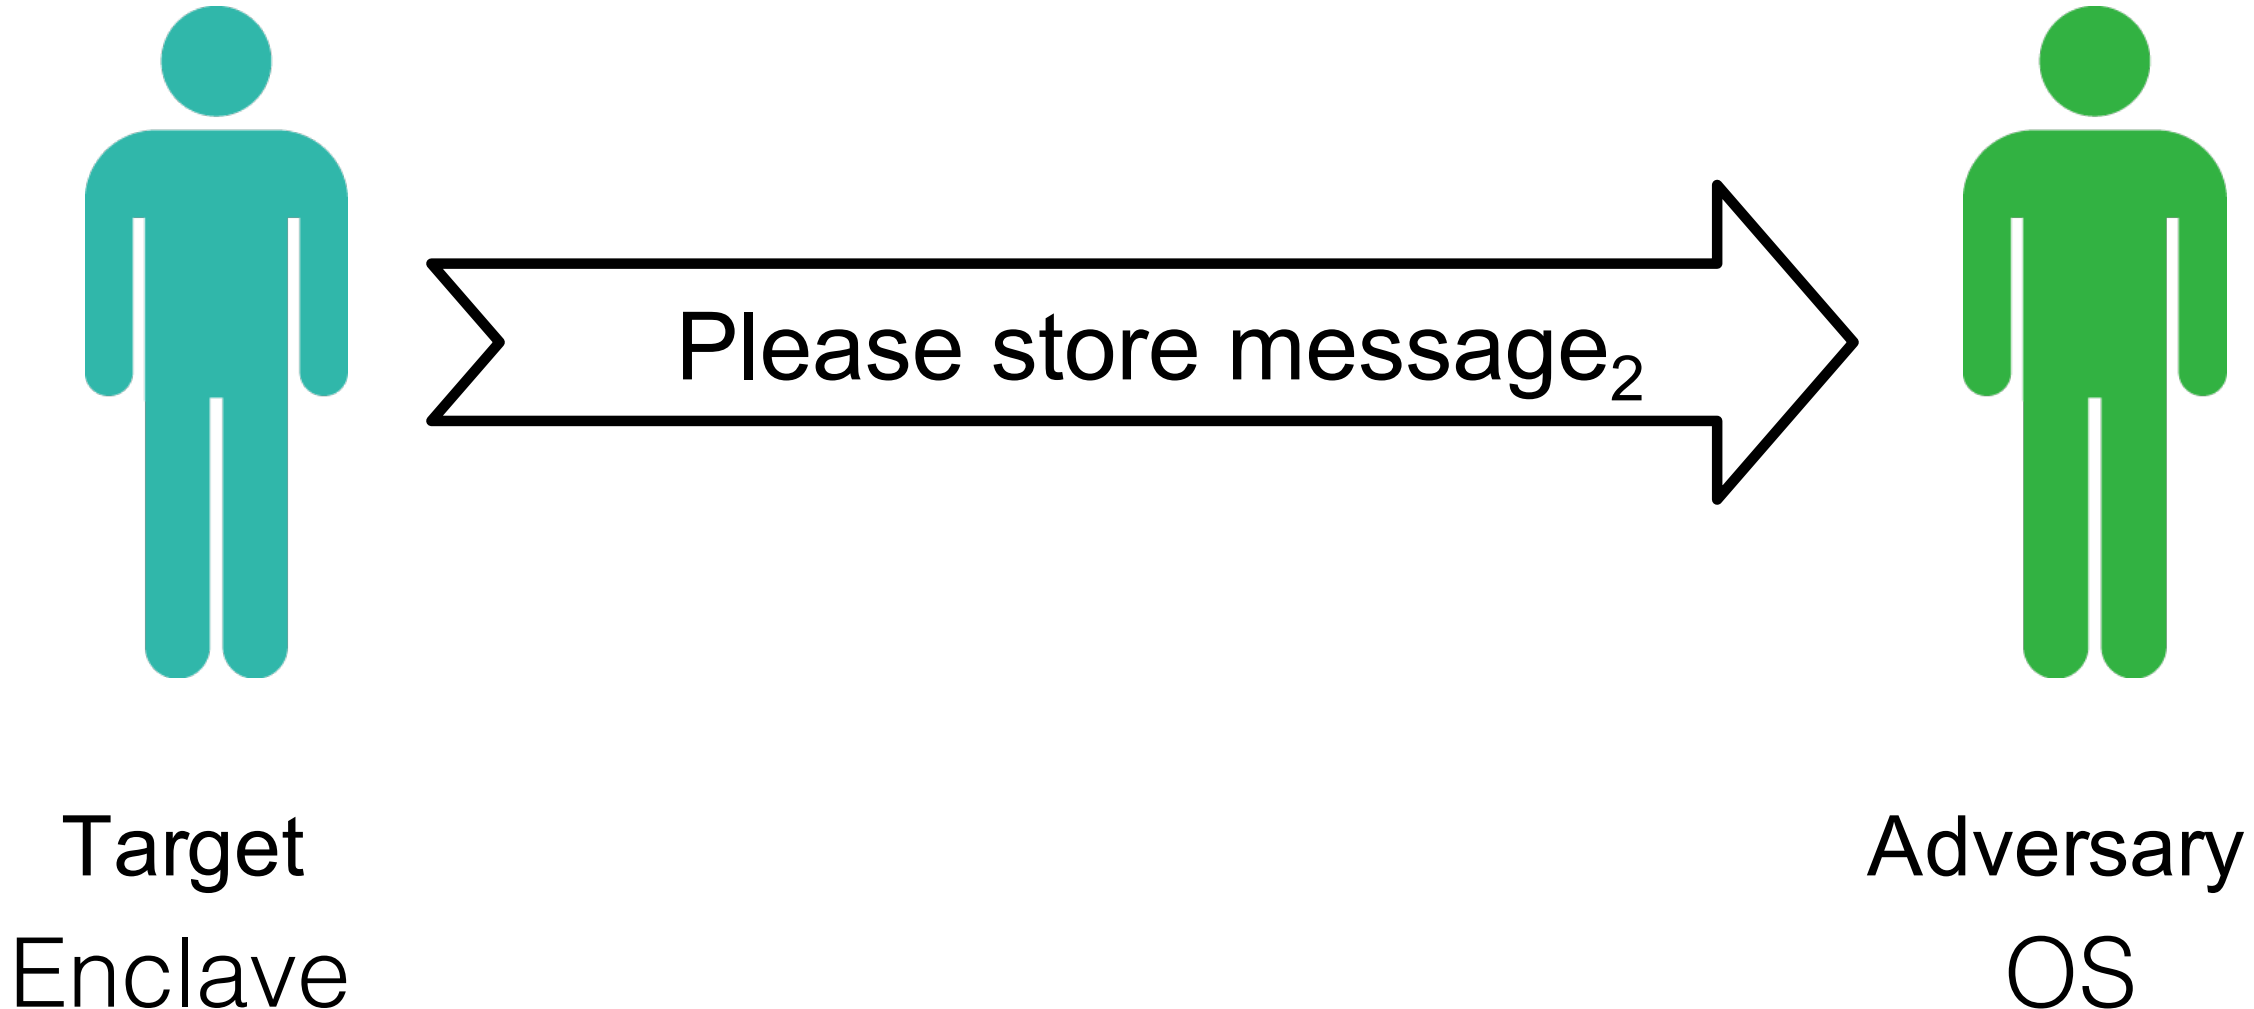 Please store message₂
Target
Enclave
Adversary
OS